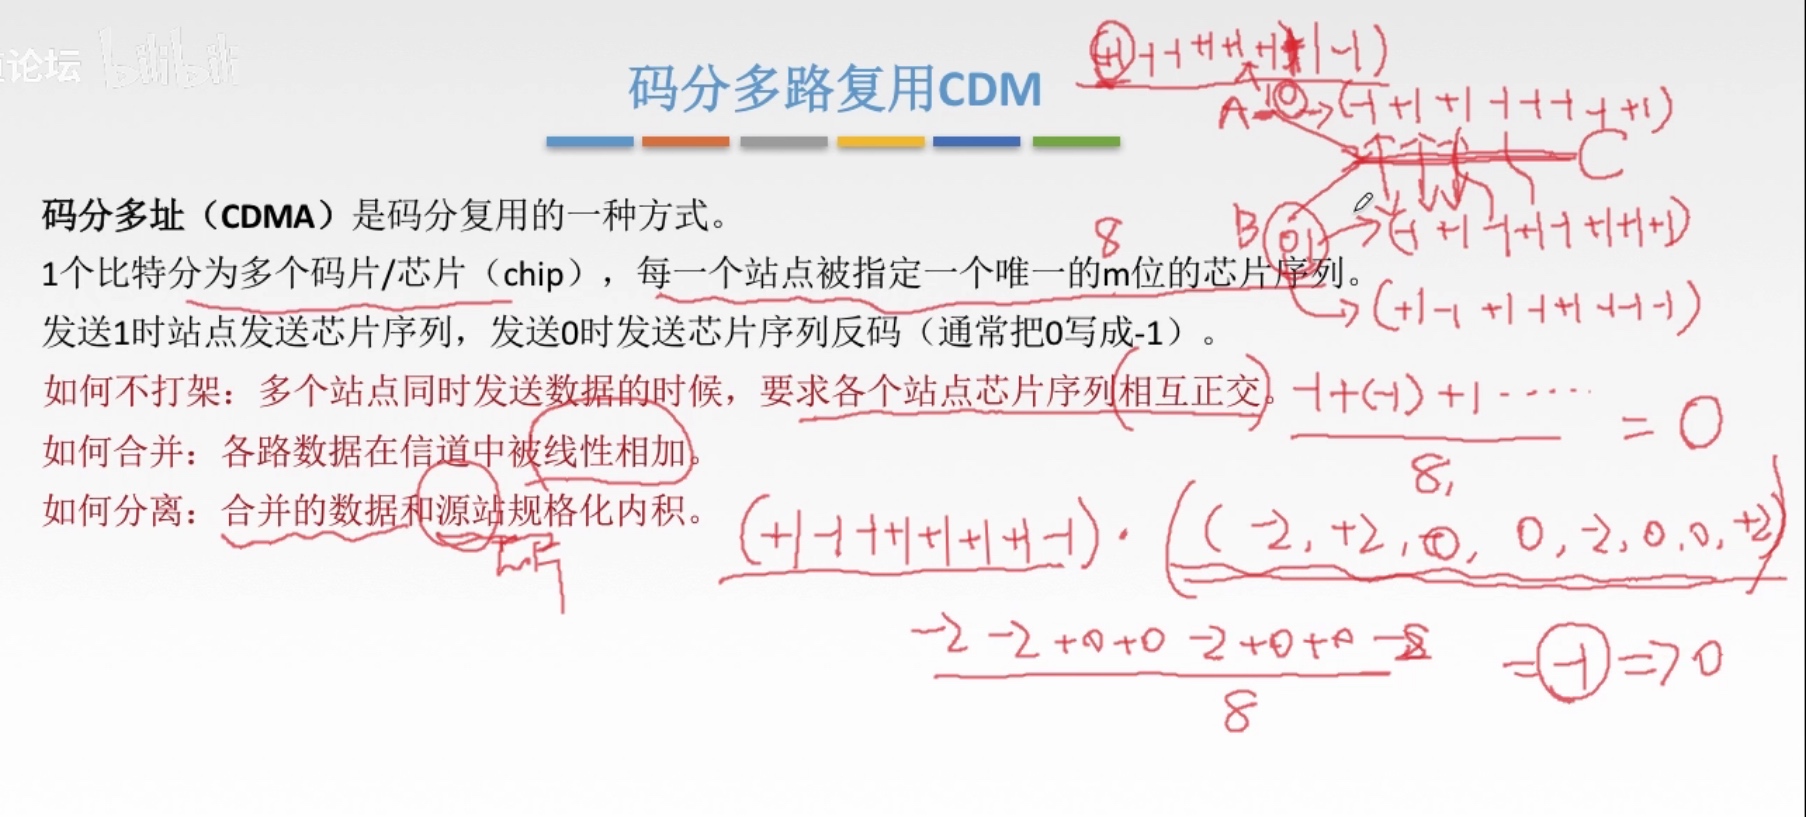 论坛 bilibili
码分多路复用CDM
码分多址（CDMA）是码分复用的一种方式。
1个比特分为多个码片/芯片（chip），每一个站点被指定一个唯一的m位的芯片序列。
8
发送1时站点发送芯片序列，发送0时发送芯片序列反码（通常把0写成-1）。
如何不打架：多个站点同时发送数据的时候，要求各个站点芯片序列相互正交。
如何合并：各路数据在信道中被线性相加。
如何分离：合并的数据和源站规格化内积。
A
(-1 +1 +1 -1 -1 -1 -1 +1)
C
B
(-1 +1 -1 +1 -1 +1 +1 +1)
(+1 -1 +1 -1 +1 -1 -1 -1)
-1+(-1)+1······
8
= 0
(+1 -1 -1 +1 +1 +1 +1 -1) · ((-2, +2, 0, 0, -2, 0, 0, +2)
-2 -2 +0 +0 -2 +0 +0 -2
8
= -1 => 0